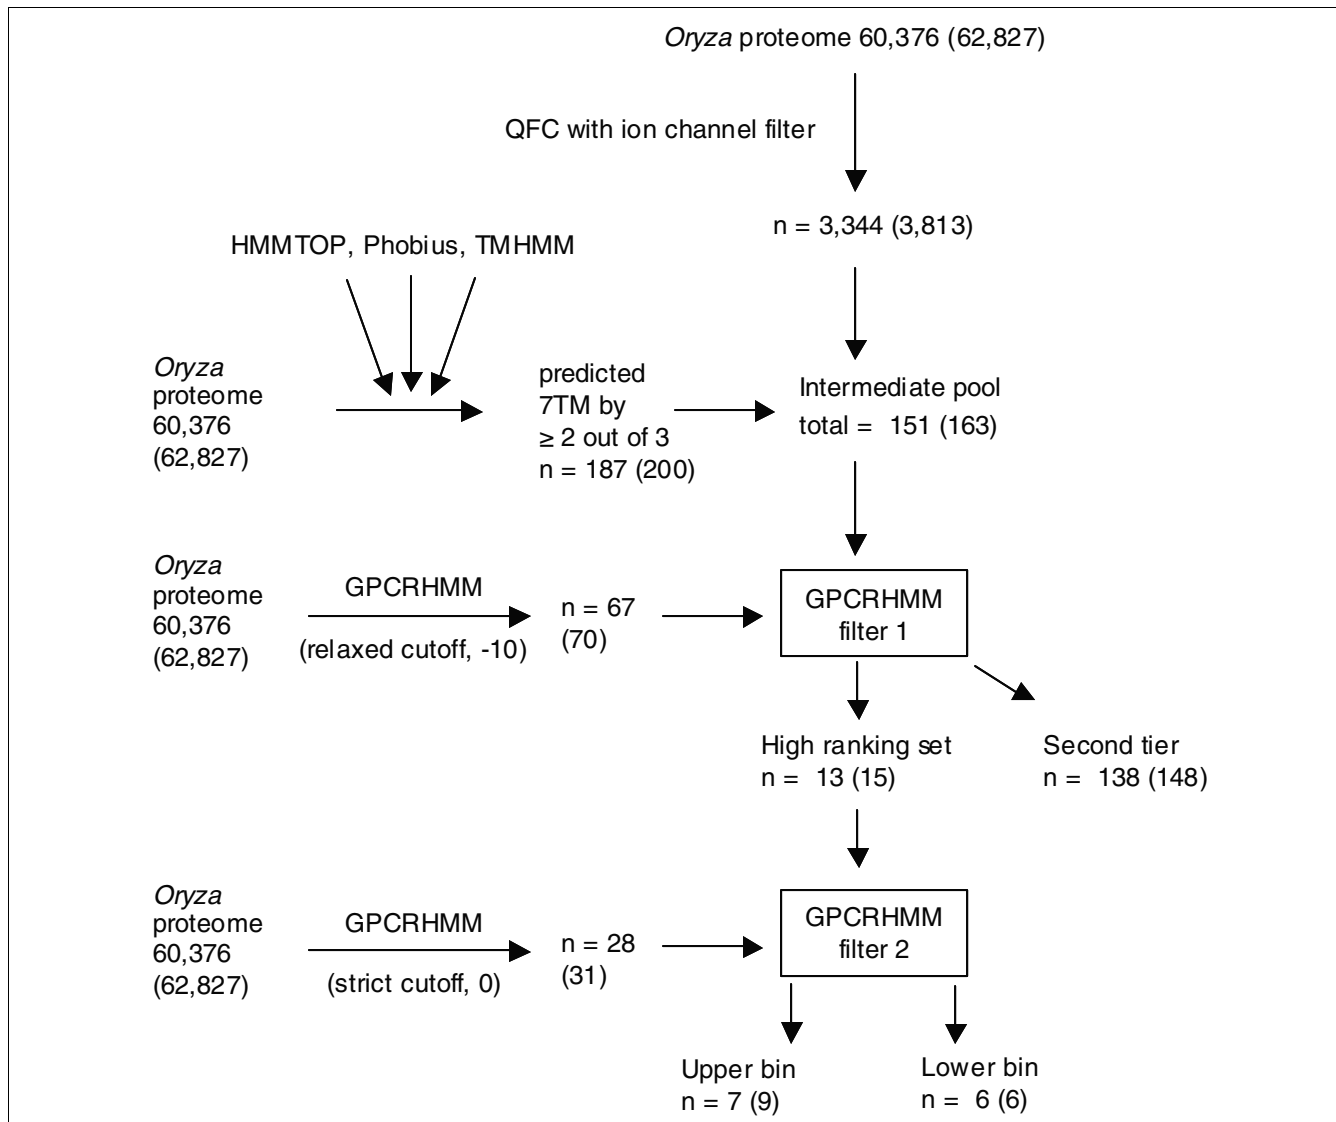 Oryza proteome 60,376 (62,827)
QFC with ion channel filter
n = 3,344 (3,813)
HMMTOP, Phobius, TMHMM
Oryza
proteome
60,376
(62,827)
predicted
7TM by
≥ 2 out of 3
n = 187 (200)
Intermediate pool
total = 151 (163)
Oryza
proteome
60,376
(62,827)
GPCRHMM
(relaxed cutoff, -10)
n = 67
(70)
GPCRHMM
filter 1
High ranking set
n = 13 (15)
Second tier
n = 138 (148)
Oryza
proteome
60,376
(62,827)
GPCRHMM
(strict cutoff, 0)
n = 28
(31)
GPCRHMM
filter 2
Upper bin
n = 7 (9)
Lower bin
n = 6 (6)